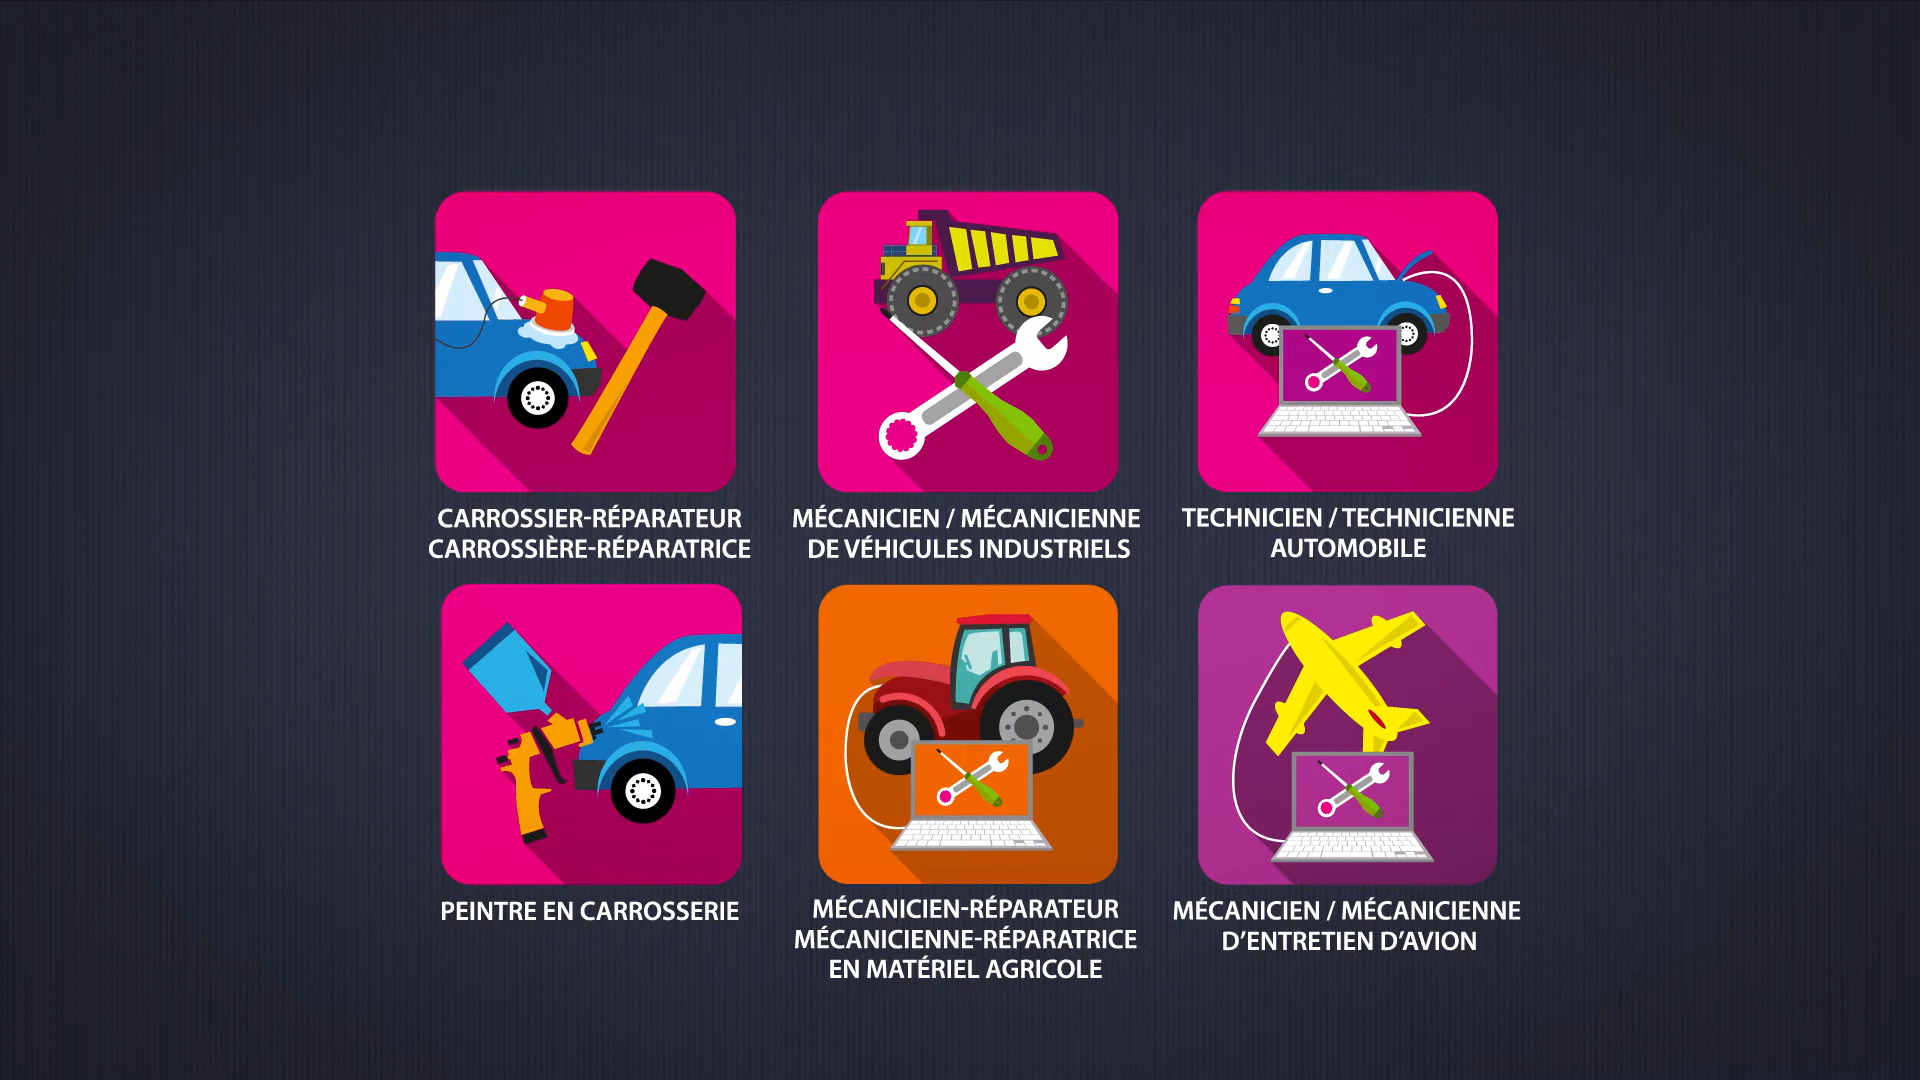 CARROSSIER-RÉPARATEUR
CARROSSIÈRE-RÉPARATRICE
MÉCANICIEN / MÉCANICIENNE
DE VÉHICULES INDUSTRIELS
TECHNICIEN / TECHNICIENNE
AUTOMOBILE
PEINTRE EN CARROSSERIE
MÉCANICIEN-RÉPARATEUR
MÉCANICIENNE-RÉPARATRICE
EN MATÉRIEL AGRICOLE
MÉCANICIEN / MÉCANICIENNE
D’ENTRETIEN D’AVION